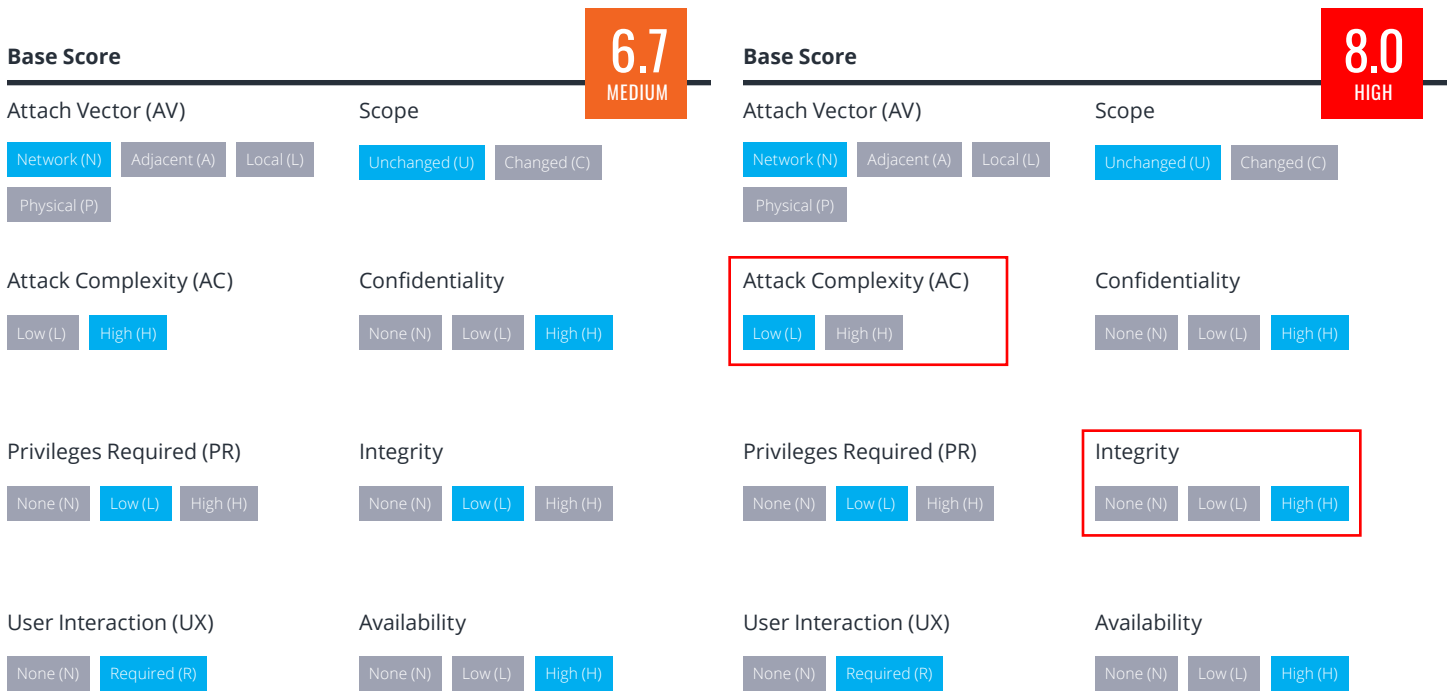 Base Score
6.7
MEDIUM
Attach Vector (AV)
Scope
Network (N) Adjacent (A) Local (L)
Unchanged (U) Changed (C)
Physical (P)
Attack Complexity (AC)
Confidentiality
Low (L) High (H)
None (N) Low (L) High (H)
Privileges Required (PR)
Integrity
None (N) Low (L) High (H)
None (N) Low (L) High (H)
User Interaction (UX)
Availability
None (N) Required (R)
None (N) Low (L) High (H)
Base Score
8.0
HIGH
Attach Vector (AV)
Scope
Network (N) Adjacent (A) Local (L)
Unchanged (U) Changed (C)
Physical (P)
Attack Complexity (AC)
Confidentiality
Low (L) High (H)
None (N) Low (L) High (H)
Privileges Required (PR)
Integrity
None (N) Low (L) High (H)
None (N) Low (L) High (H)
User Interaction (UX)
Availability
None (N) Required (R)
None (N) Low (L) High (H)